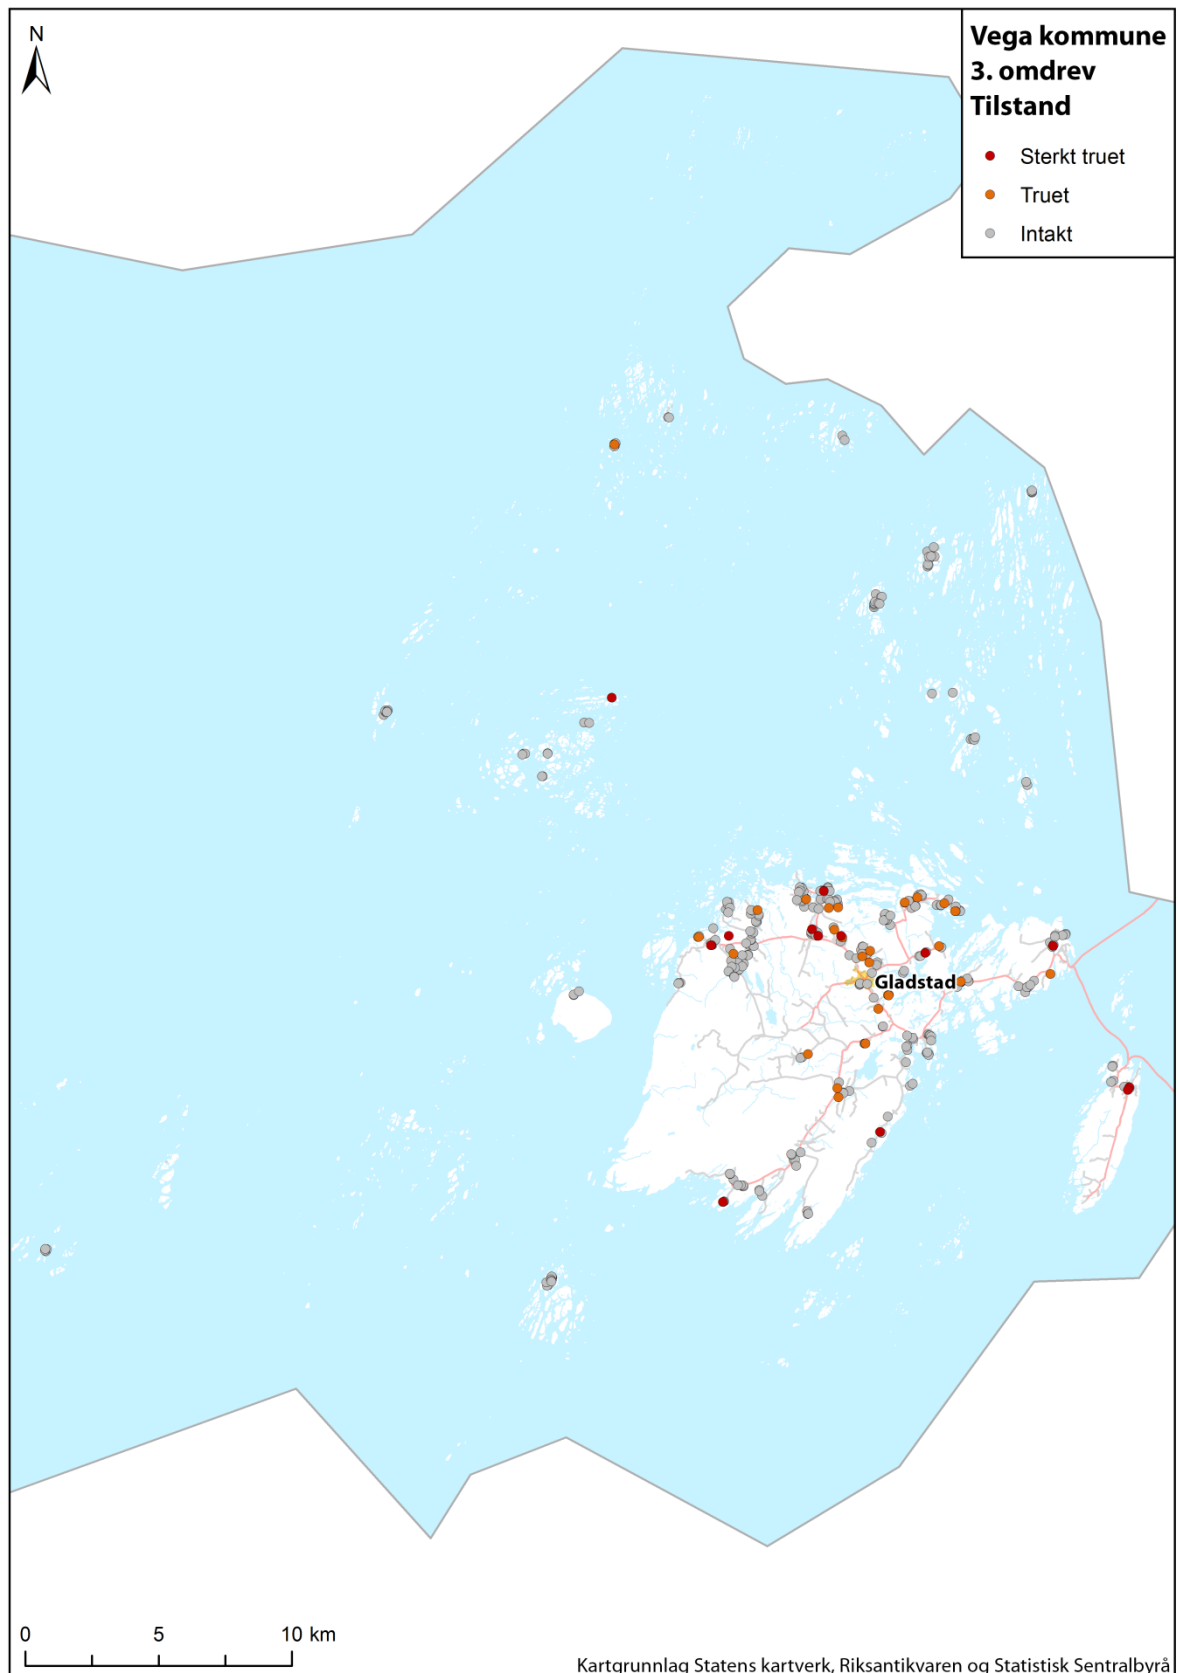 N
Vega kommune
3. omdrev
Tilstand
Sterkt truet
Truet
Intakt
Gladstad
0 5 10 km
Kartgrunnlag Statens kartverk, Riksantikvaren og Statistisk Sentralbyrå